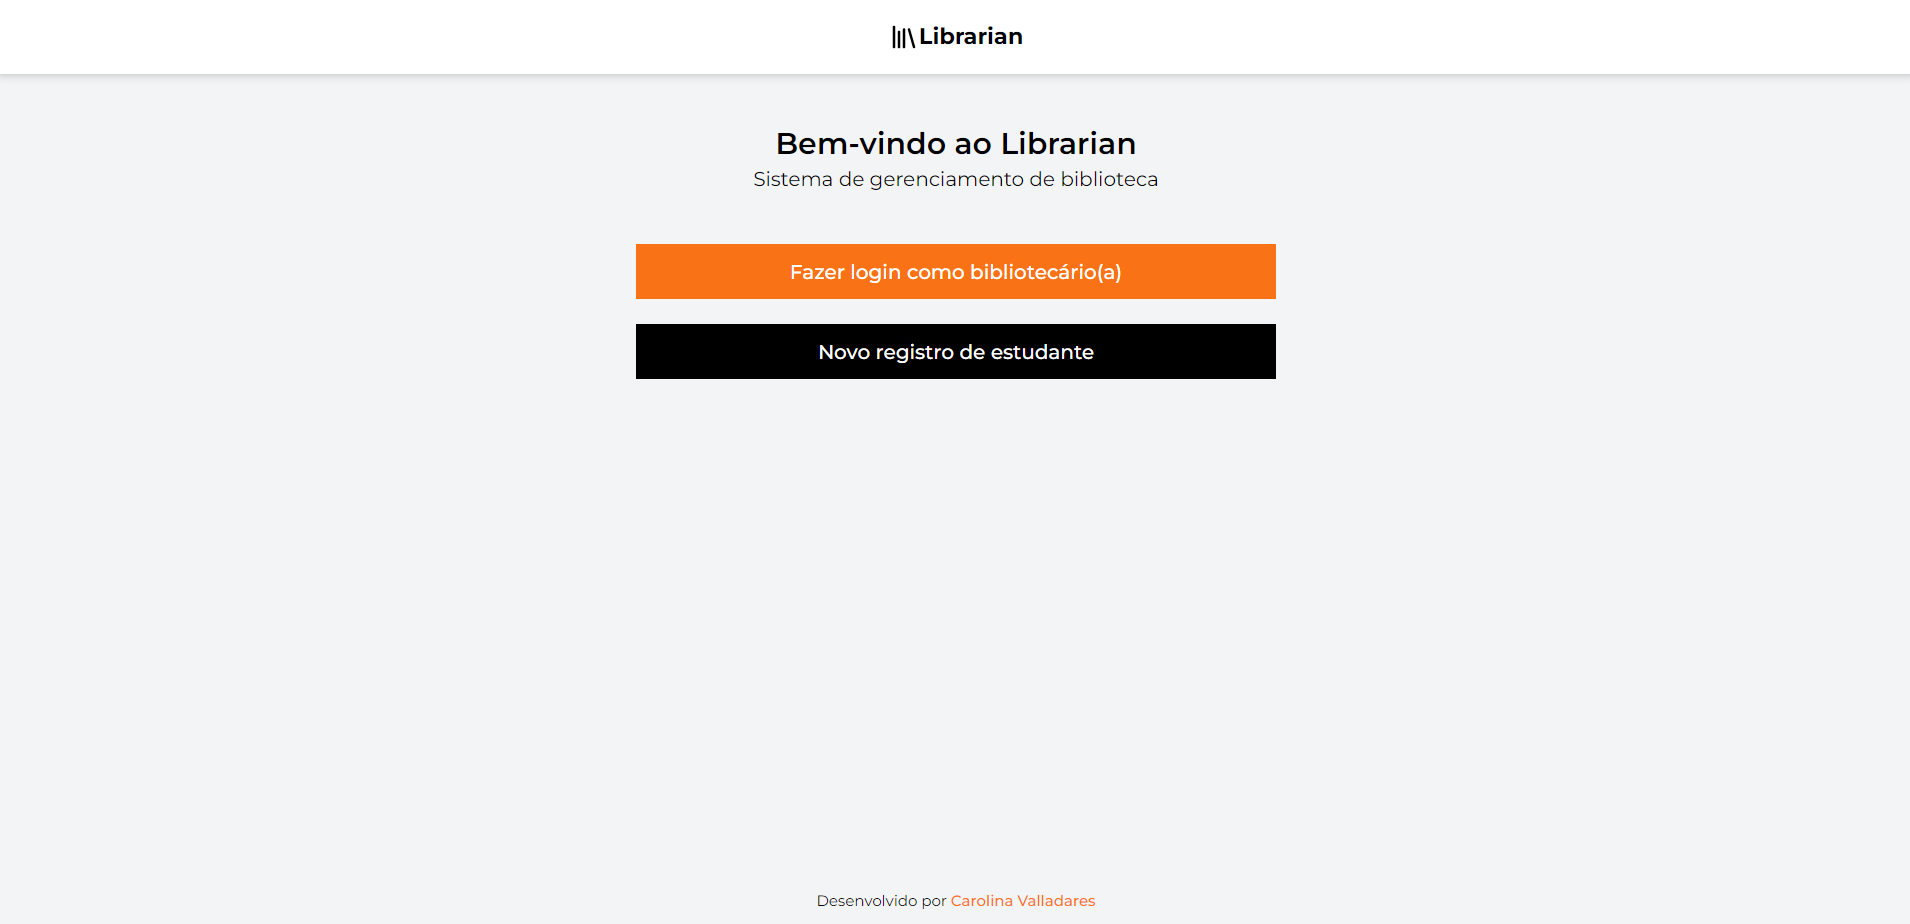 Librarian
Bem-vindo ao Librarian
Sistema de gerenciamento de biblioteca
Fazer login como bibliotecário(a)
Novo registro de estudante
Desenvolvido por Carolina Valladares